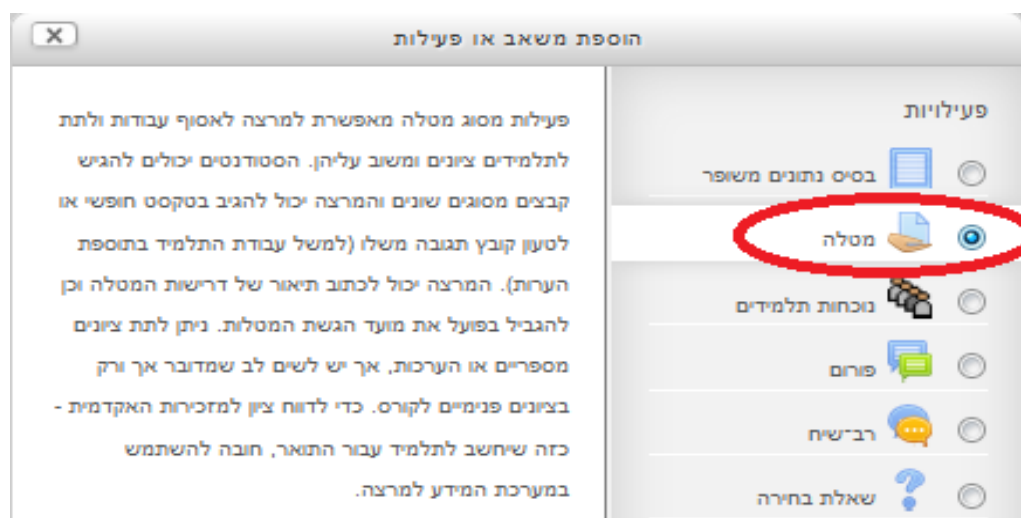 הוספת משאב או פעילות
פעילויות
בסיס נתונים משופר
מטלה
נוכחות תלמידים
פורום
רב־שיח
שאלת בחירה
פעילות מסוג מטלה מאפשרת למרצה לאסוף עבודות ולתת
לתלמידים ציונים ומשוב עליהן. הסטודנטים יכולים להגיש
קבצים מסוגים שונים והמרצה יכול להגיב בטקסט חופשי או
לטעון קובץ תגובה משלו (למשל עבודת התלמיד בתוספת
הערות). המרצה יכול לכתוב תיאור של דרישות המטלה וכן
להגביל בפועל את מועד הגשת המטלות. ניתן לתת ציונים
מספריים או הערכות, אך יש לשים לב שמדובר אך ורק
בציונים פנימיים לקורס. כדי לדווח ציון למזכירות האקדמית -
כזה שיחשב לתלמיד עבור התואר, חובה להשתמש
במערכת המידע למרצה.